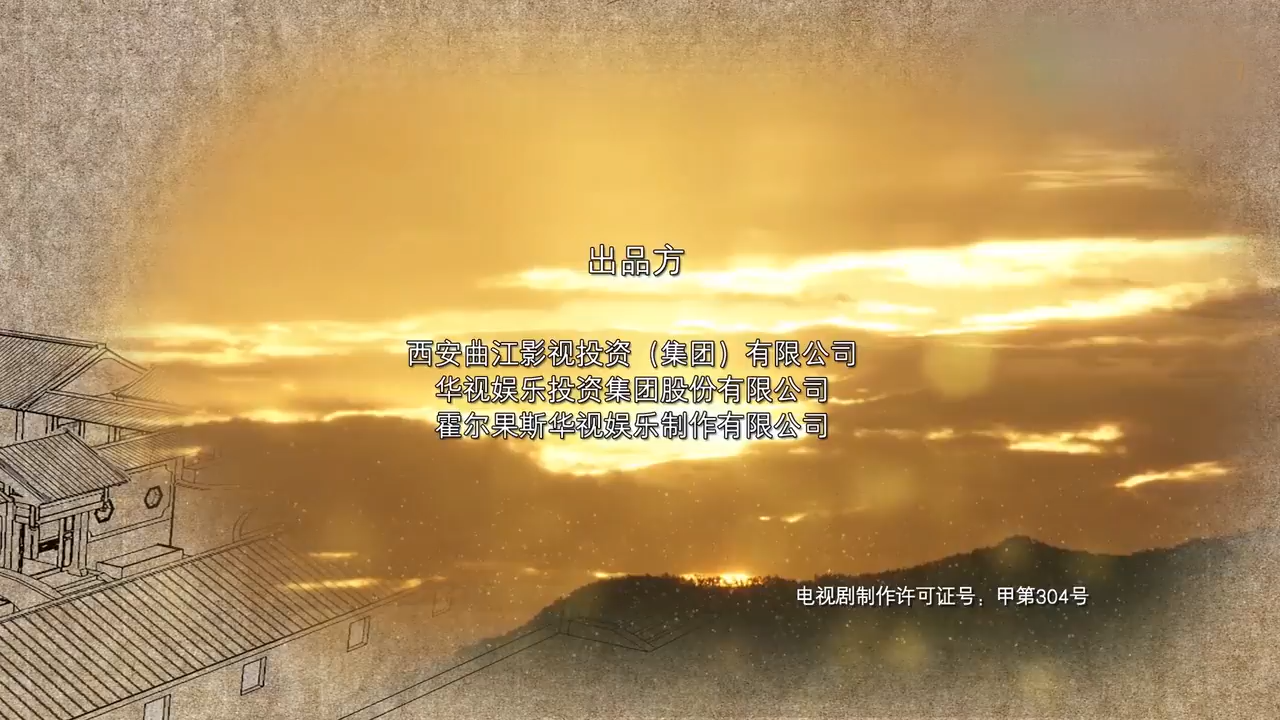 出品方
西安曲江影视投资（集团）有限公司
华视娱乐投资集团股份有限公司
霍尔果斯华视娱乐制作有限公司
电视剧制作许可证号：甲第304号